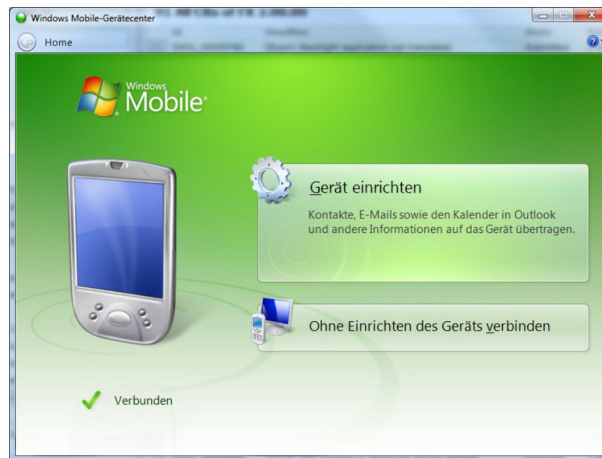 Windows Mobile-Gerätecenter
Home
Windows
Mobile
Gerät einrichten
Kontakte, E-Mails sowie den Kalender in Outlook
und andere Informationen auf das Gerät übertragen.
Ohne Einrichten des Geräts verbinden
Verbunden